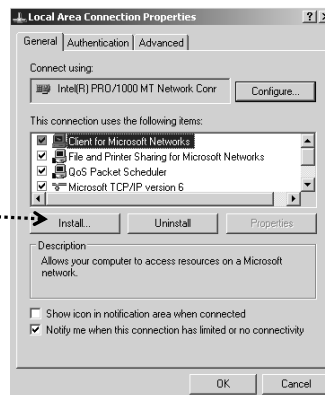 Local Area Connection Properties
General Authentication Advanced
Connect using:
Intel(R) PRO/1000 MT Network Conr Configure...
This connection uses the following items:
Client for Microsoft Networks
File and Printer Sharing for Microsoft Networks
QoS Packet Scheduler
Microsoft TCP/IP version 6
Install... Uninstall Properties
Description
Allows your computer to access resources on a Microsoft
network.
Show icon in notification area when connected
Notify me when this connection has limited or no connectivity
OK Cancel